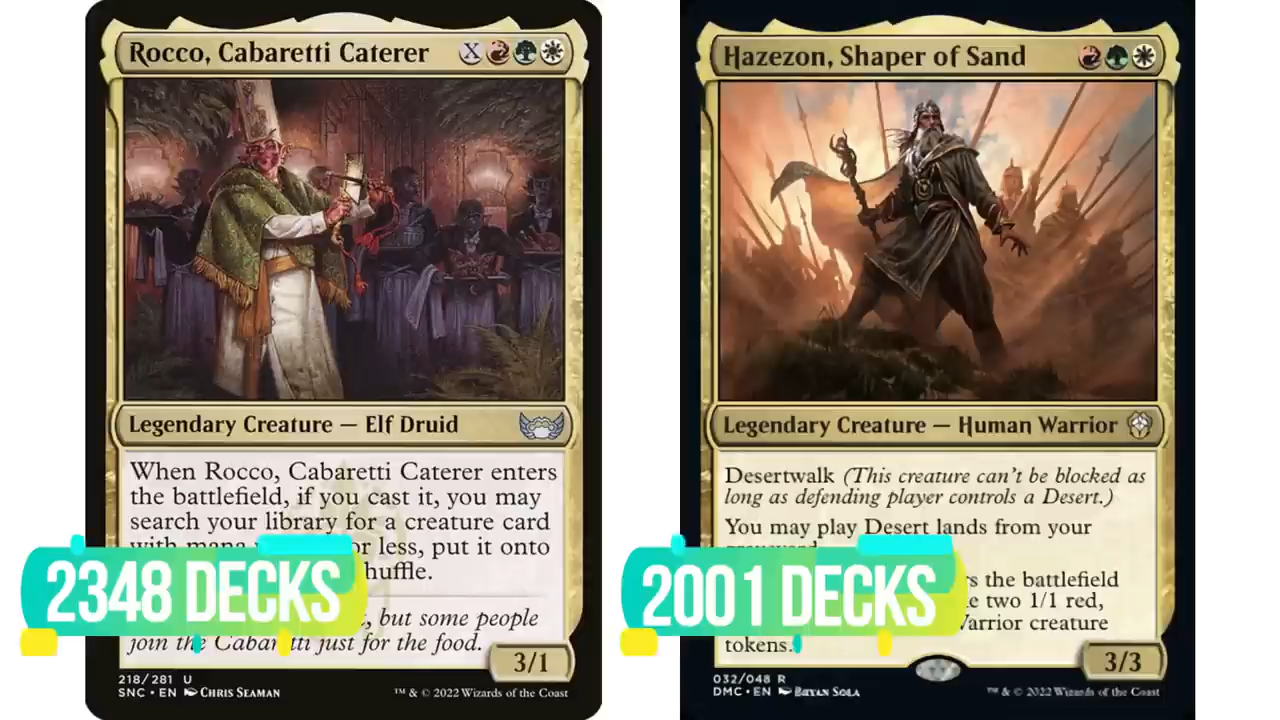 Rocco, Cabaretti Caterer X
Legendary Creature — Elf Druid
When Rocco, Cabaretti Caterer enters
the battlefield, if you cast it, you may
search your library for a creature card
with mana or less, put it onto
huffle.
, but some people
join the Cabaretti just for the food.
3/1
218/281 U
SNC • EN CHRIS SEAMAN
™ & © 2022 Wizards of the Coast
2348 DECKS
Hazezon, Shaper of Sand
Legendary Creature — Human Warrior
Desertwalk (This creature can't be blocked as
long as defending player controls a Desert.)
You may play Desert lands from your
graveyard.
rs the battlefield
e two 1/1 red,
Warrior creature
tokens.
3/3
032/048 R
DMC • EN BRYAN SOLA
™ & © 2022 Wizards of the Coast
2001 DECKS